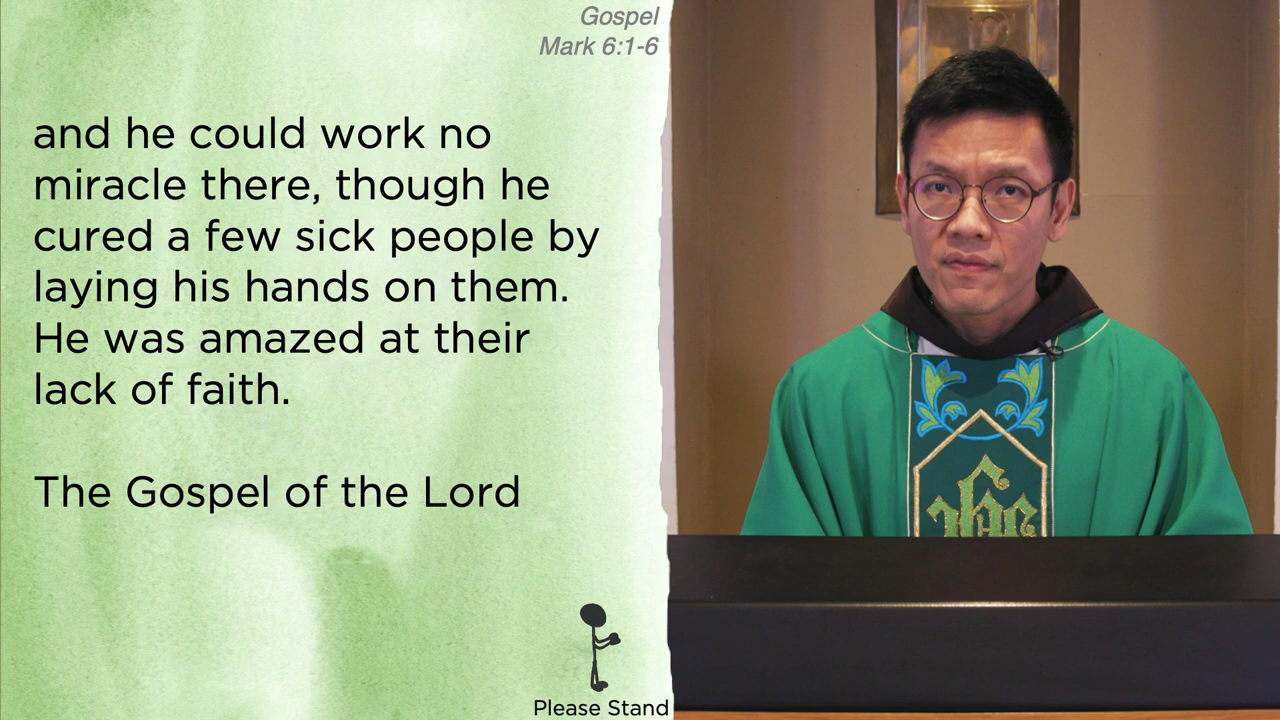 Gospel
Mark 6:1-6
and he could work no
miracle there, though he
cured a few sick people by
laying his hands on them.
He was amazed at their
lack of faith.
The Gospel of the Lord
Please Stand